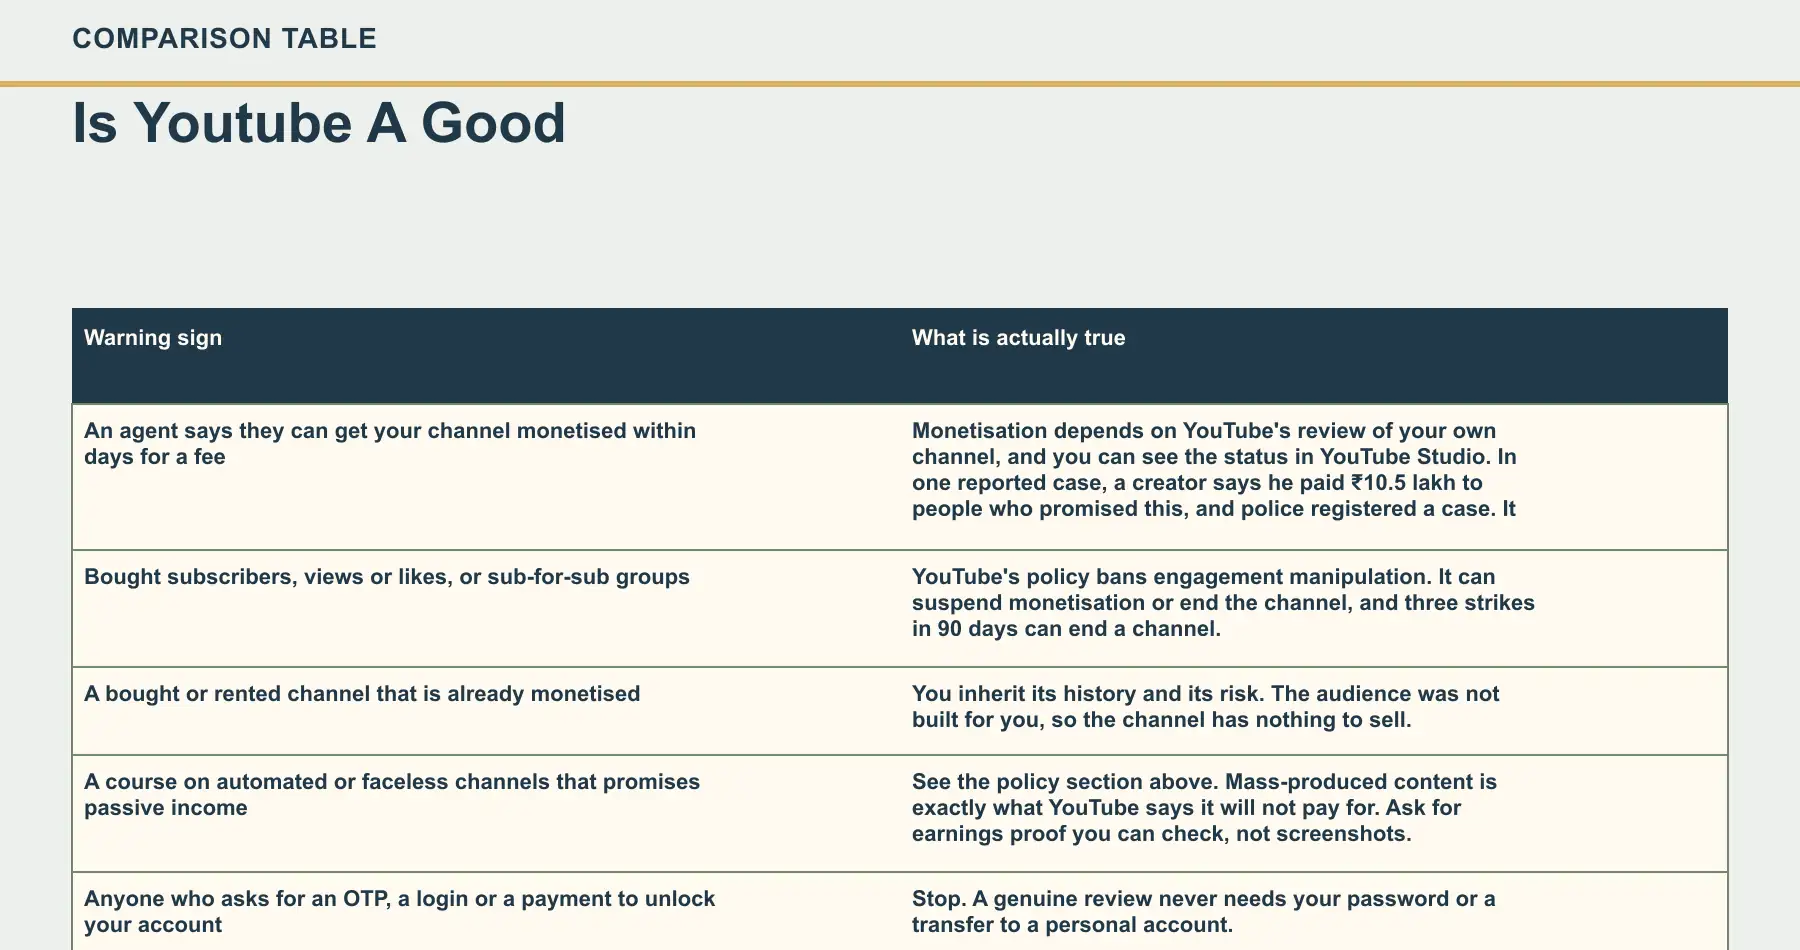 COMPARISON TABLE
Is Youtube A Good
Warning sign
What is actually true
An agent says they can get your channel monetised within
days for a fee
Monetisation depends on YouTube's review of your own
channel, and you can see the status in YouTube Studio. In
one reported case, a creator says he paid ₹10.5 lakh to
people who promised this, and police registered a case. It
Bought subscribers, views or likes, or sub-for-sub groups
YouTube's policy bans engagement manipulation. It can
suspend monetisation or end the channel, and three strikes
in 90 days can end a channel.
A bought or rented channel that is already monetised
You inherit its history and its risk. The audience was not
built for you, so the channel has nothing to sell.
A course on automated or faceless channels that promises
passive income
See the policy section above. Mass-produced content is
exactly what YouTube says it will not pay for. Ask for
earnings proof you can check, not screenshots.
Anyone who asks for an OTP, a login or a payment to unlock
your account
Stop. A genuine review never needs your password or a
transfer to a personal account.